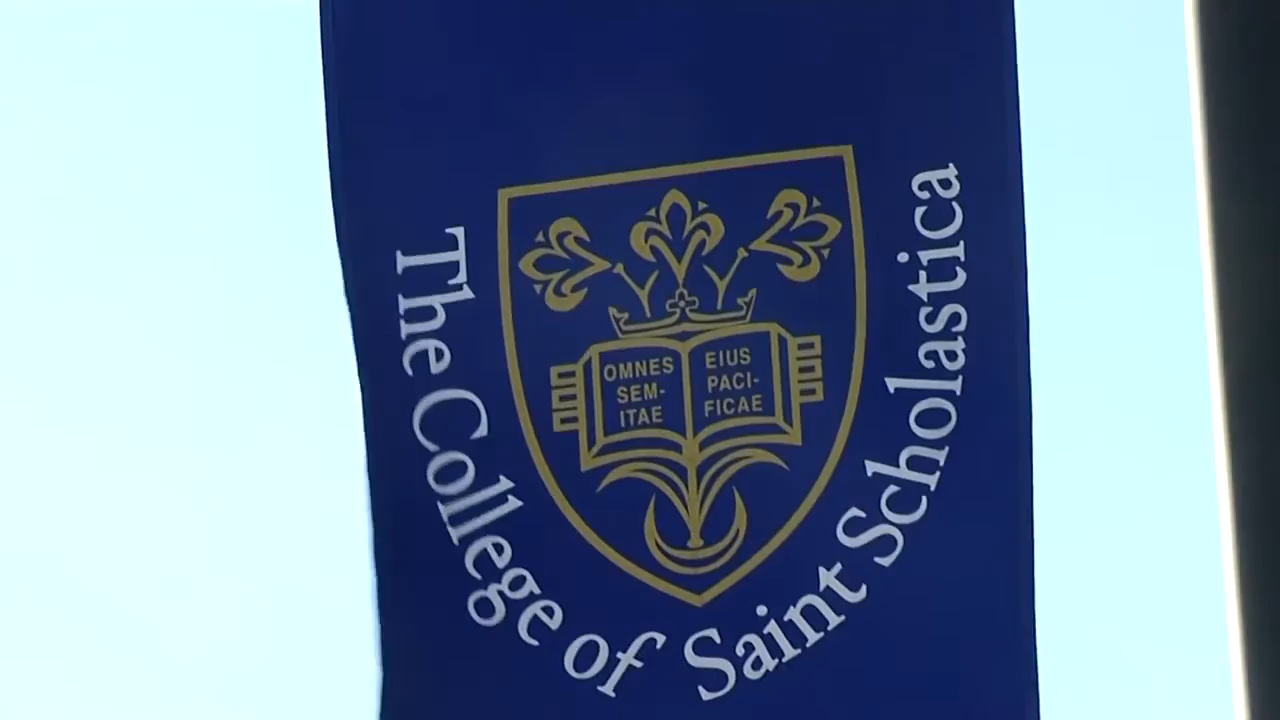 OMNES
SEM-
ITAE
EIUS
PACI-
FICAE
The College of Saint Scholastica